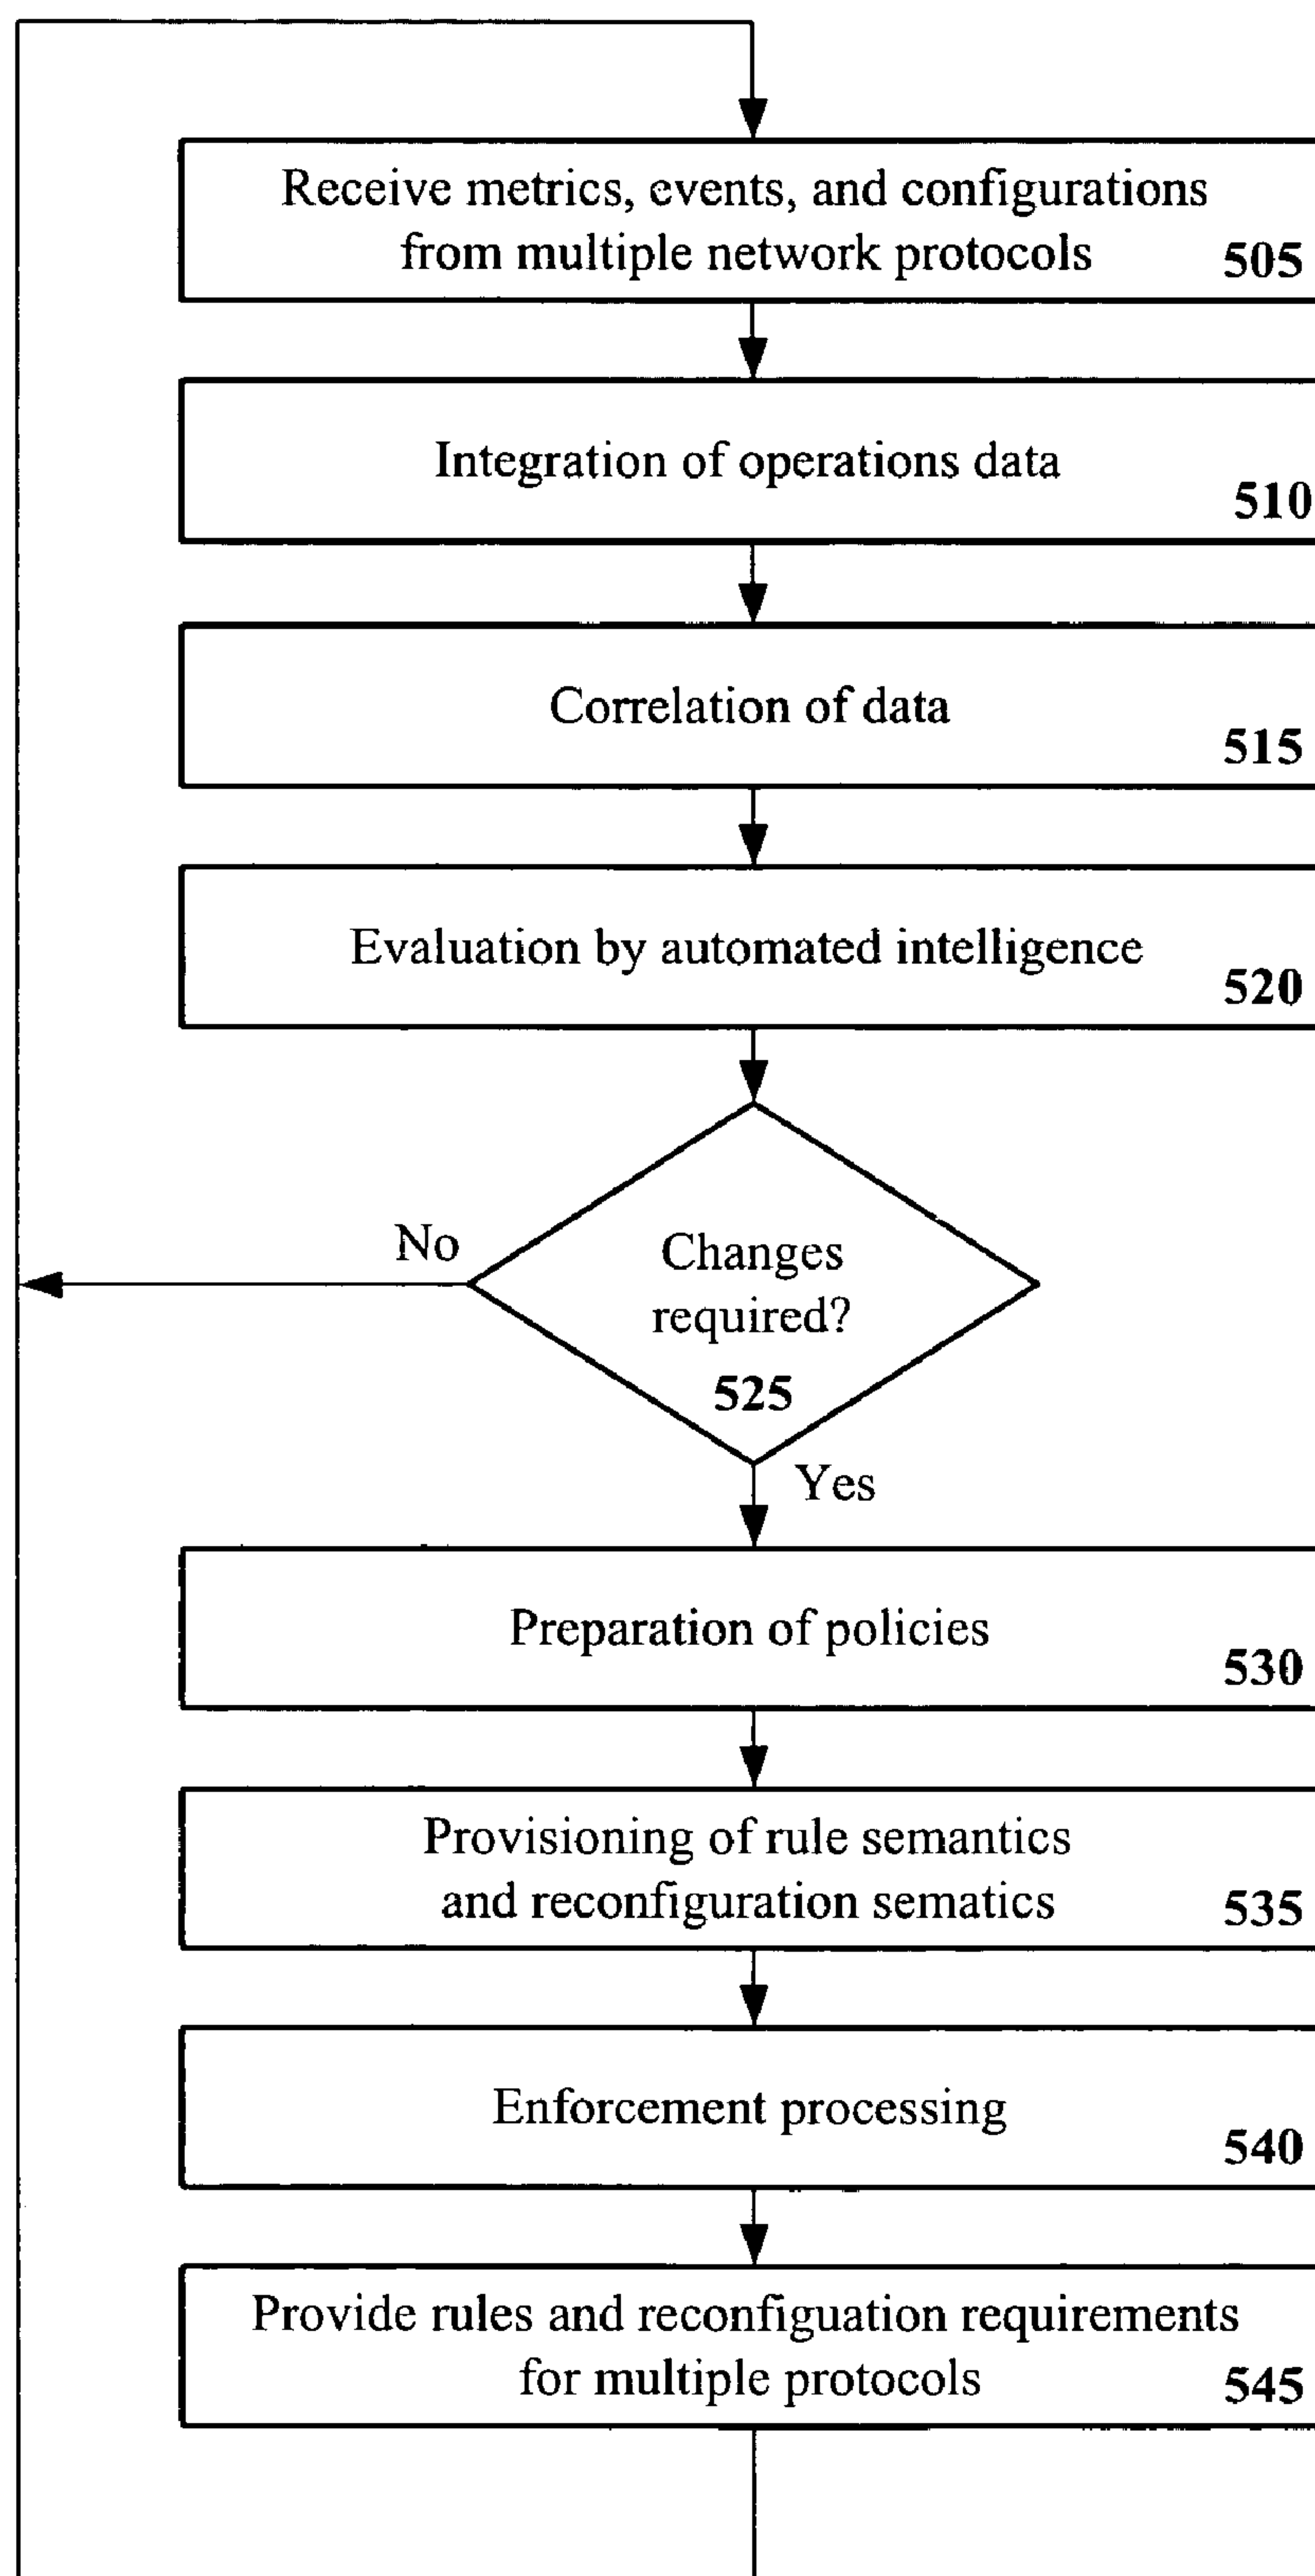 Receive metrics, events, and configurations
from multiple network protocols
505
Integration of operations data
510
Correlation of data
515
Evaluation by automated intelligence
520
No
Changes
required?
525
Yes
Preparation of policies
530
Provisioning of rule semantics
and reconfiguration sematics
535
Enforcement processing
540
Provide rules and reconfiguation requirements
for multiple protocols
545